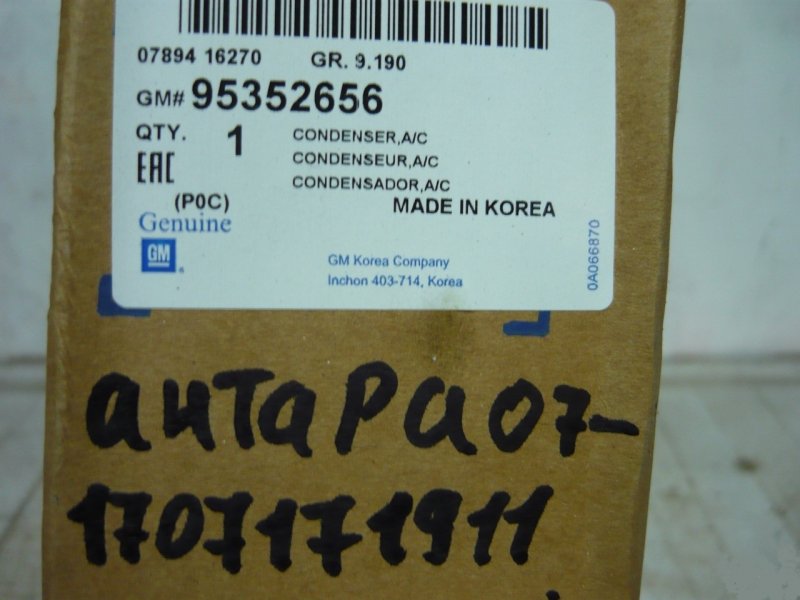 07894 16270 GR. 9.190
GM# 95352656
QTY. 1 CONDENSER,A/C
EAC CONDENSEUR,A/C
CONDENSADOR,A/C
(P0C) MADE IN KOREA
Genuine
GM
GM Korea Company
Inchon 403-714, Korea
0A066870
антара07-
1707171911